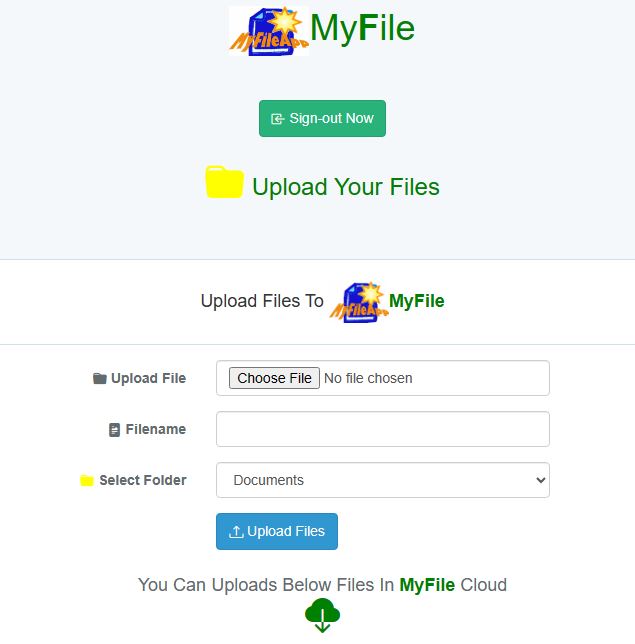 MyFileApp MyFile
Sign-out Now
Upload Your Files
Upload Files To MyFileApp MyFile
Upload File Choose File No file chosen
Filename
Select Folder Documents
Upload Files
You Can Uploads Below Files In MyFile Cloud